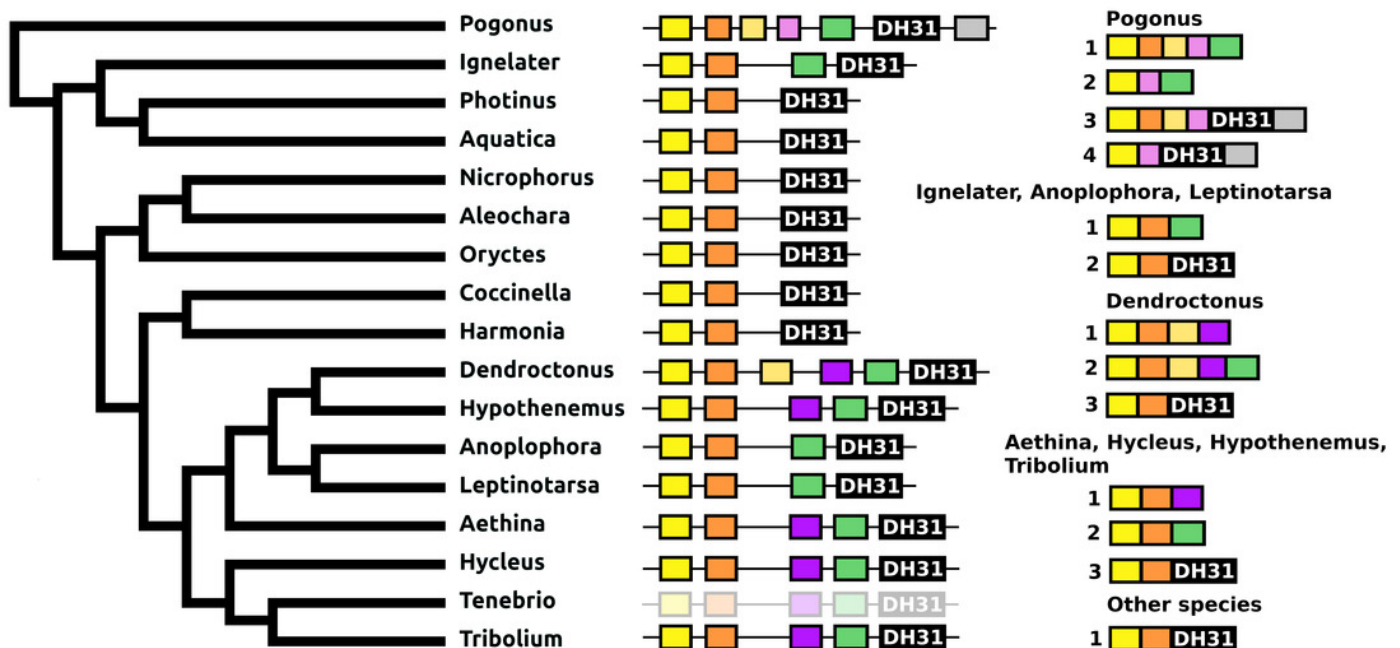 Pogonus
DH31
Ignelater
DH31
Photinus
DH31
Aquatica
DH31
Nicrophorus
DH31
Aleochara
DH31
Oryctes
DH31
Coccinella
DH31
Harmonia
DH31
Dendroctonus
DH31
Hypothenemus
DH31
Anoplophora
DH31
Leptinotarsa
DH31
Aethina
DH31
Hycleus
DH31
Tenebrio
DH31
Tribolium
DH31
Pogonus
1
2
3 DH31
4 DH31
Ignelater, Anoplophora, Leptinotarsa
1
2 DH31
Dendroctonus
1
2
3 DH31
Aethina, Hycleus, Hypothenemus,
Tribolium
1
2
3 DH31
Other species
1 DH31